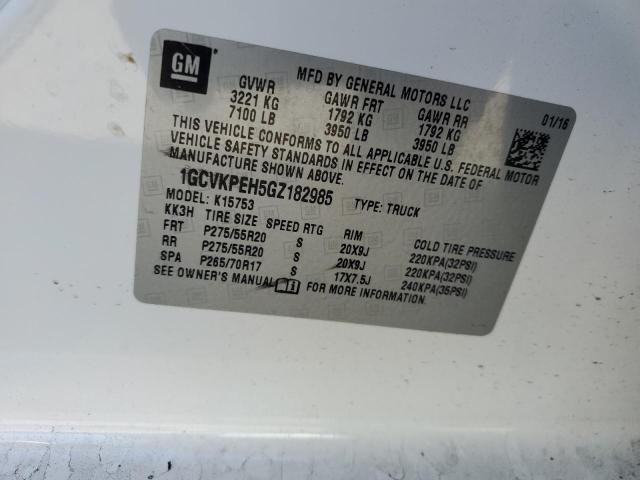 GM
MFD BY GENERAL MOTORS LLC
01/16
GVWR GAWR FRT GAWR RR
3221 KG 1792 KG 1792 KG
7100 LB 3950 LB 3950 LB
THIS VEHICLE CONFORMS TO ALL APPLICABLE U.S. FEDERAL MOTOR
VEHICLE SAFETY STANDARDS IN EFFECT ON THE DATE OF
MANUFACTURE SHOWN ABOVE.
1GCVKPEH5GZ182985 TYPE: TRUCK
MODEL: K15753
KK3H TIRE SIZE SPEED RTG RIM COLD TIRE PRESSURE
FRT P275/55R20 S 20X9J 220KPA(32PSI)
RR P275/55R20 S 20X9J 220KPA(32PSI)
SPA P265/70R17 S 17X7.5J 240KPA(35PSI)
SEE OWNER'S MANUAL FOR MORE INFORMATION.